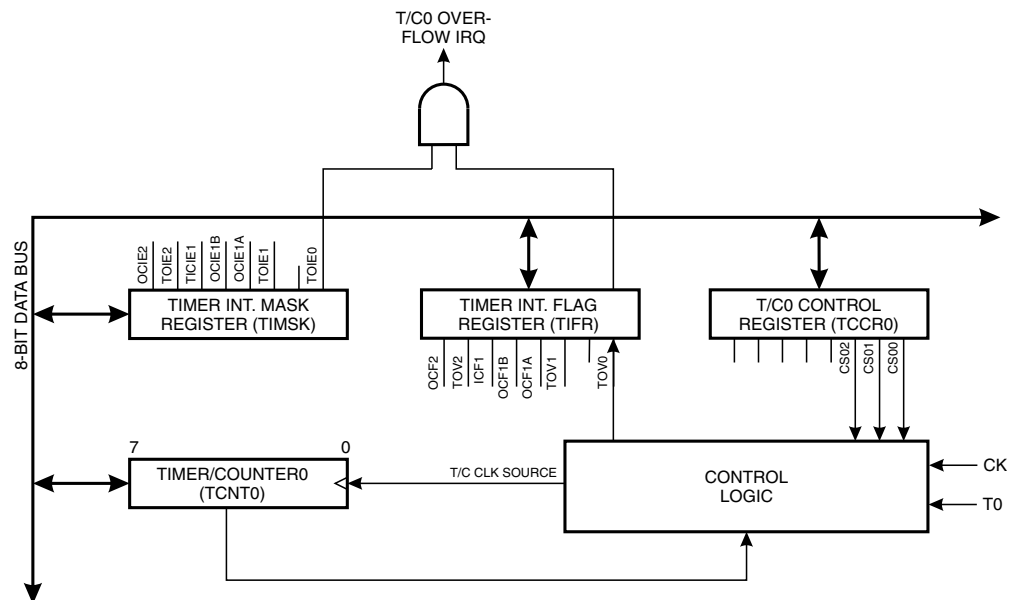 T/C0 OVER-
FLOW IRQ
8-BIT DATA BUS
OCIE2
TOIE2
TICIE1
OCIE1B
OCIE1A
TOIE1
TOIE0
TIMER INT. MASK
REGISTER (TIMSK)
TIMER INT. FLAG
REGISTER (TIFR)
T/C0 CONTROL
REGISTER (TCCR0)
OCF2
TOV2
ICF1
OCF1B
OCF1A
TOV1
TOV0
CS02
CS01
CS00
7
0
TIMER/COUNTER0
(TCNT0)
T/C CLK SOURCE
CONTROL
LOGIC
CK
T0